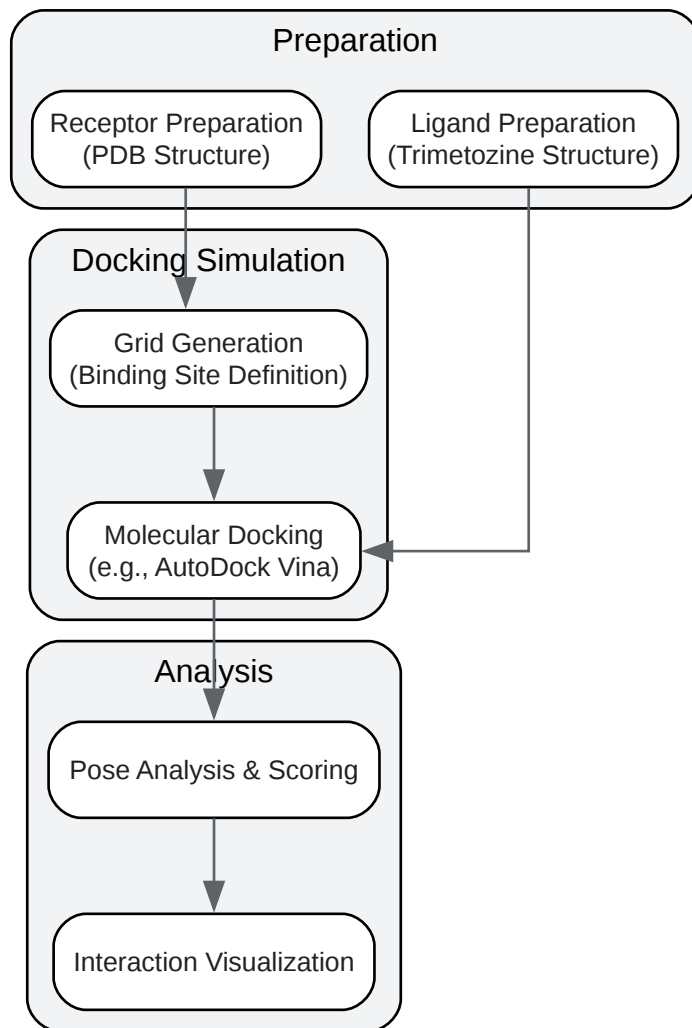 Preparation
Receptor Preparation
(PDB Structure)
Ligand Preparation
(Trimetozine Structure)
Docking Simulation
Grid Generation
(Binding Site Definition)
Molecular Docking
(e.g., AutoDock Vina)
Analysis
Pose Analysis & Scoring
Interaction Visualization